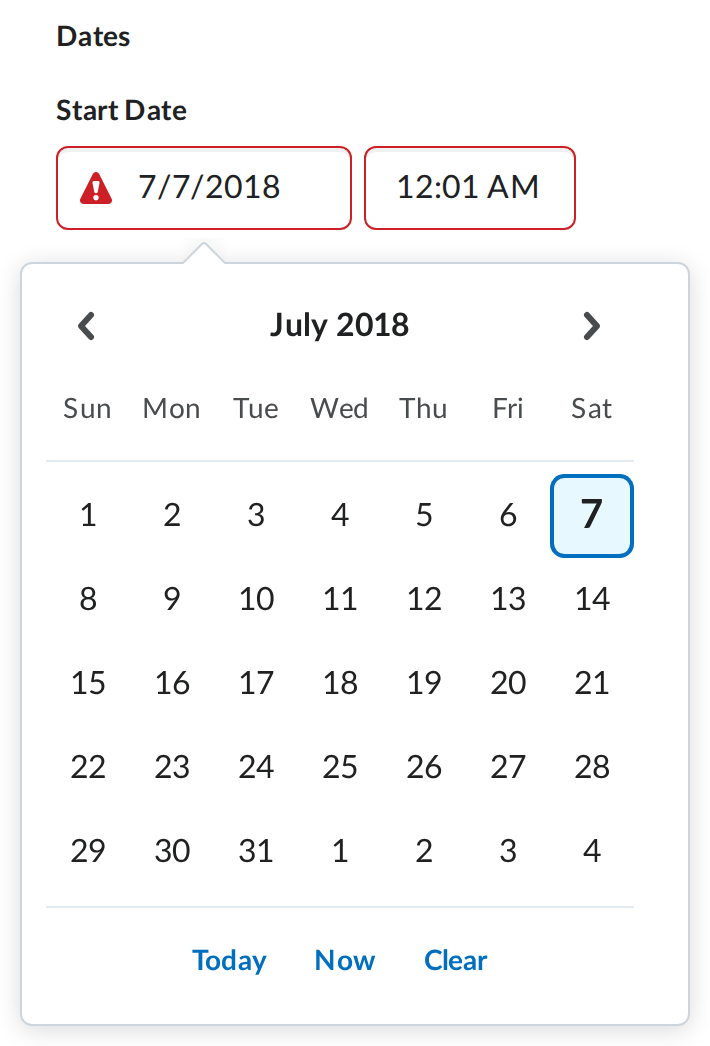 Dates
Start Date
7/7/2018 12:01 AM
July 2018
Sun Mon Tue Wed Thu Fri Sat
1 2 3 4 5 6 7
8 9 10 11 12 13 14
15 16 17 18 19 20 21
22 23 24 25 26 27 28
29 30 31 1 2 3 4
Today Now Clear